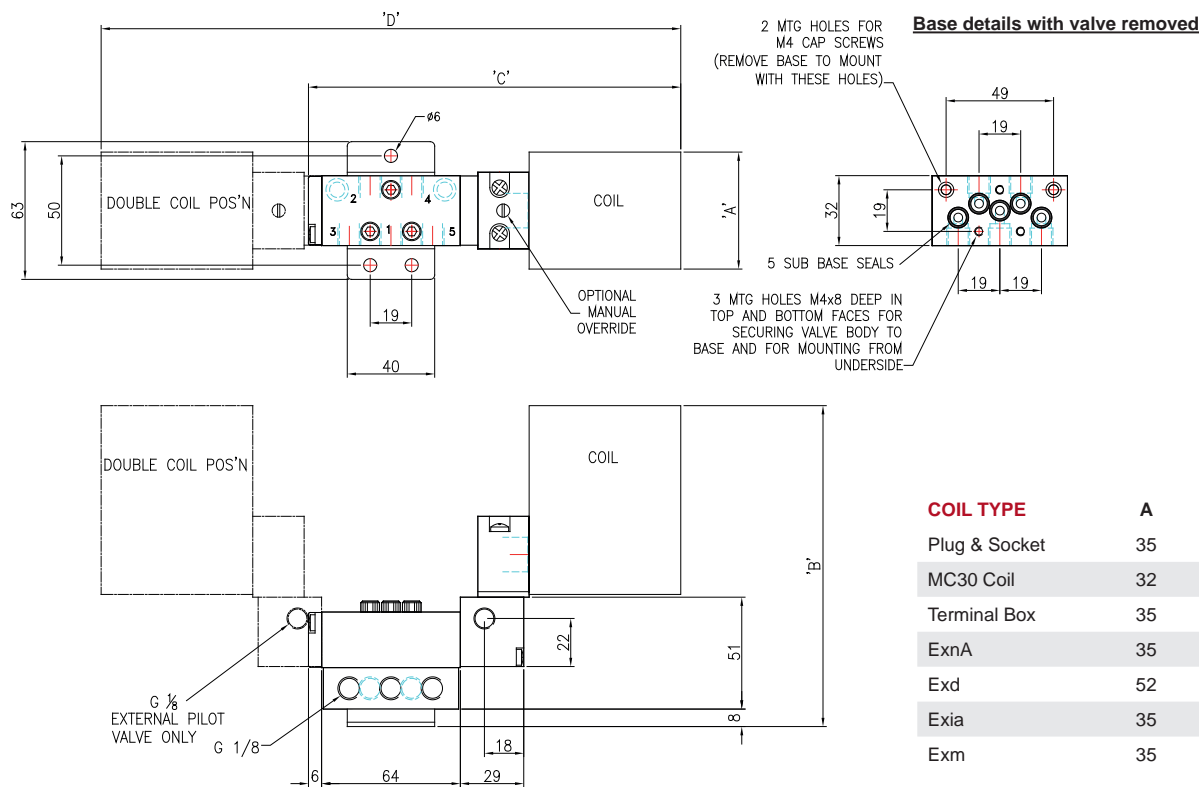 'D'
'C'
ø6
63
50
DOUBLE COIL POS'N
2
4
3
1
5
COIL
'A'
19
40
OPTIONAL
MANUAL
OVERRIDE
2 MTG HOLES FOR
M4 CAP SCREWS
(REMOVE BASE TO MOUNT
WITH THESE HOLES)
Base details with valve removed
49
19
32
19
5 SUB BASE SEALS
19
19
3 MTG HOLES M4x8 DEEP IN
TOP AND BOTTOM FACES FOR
SECURING VALVE BODY TO
BASE AND FOR MOUNTING FROM
UNDERSIDE
DOUBLE COIL POS'N
COIL
'B'
22
51
8
G ⅛
EXTERNAL PILOT
VALVE ONLY
G 1/8
18
6
64
29
COIL TYPE A
Plug & Socket 35
MC30 Coil 32
Terminal Box 35
ExnA 35
Exd 52
Exia 35
Exm 35